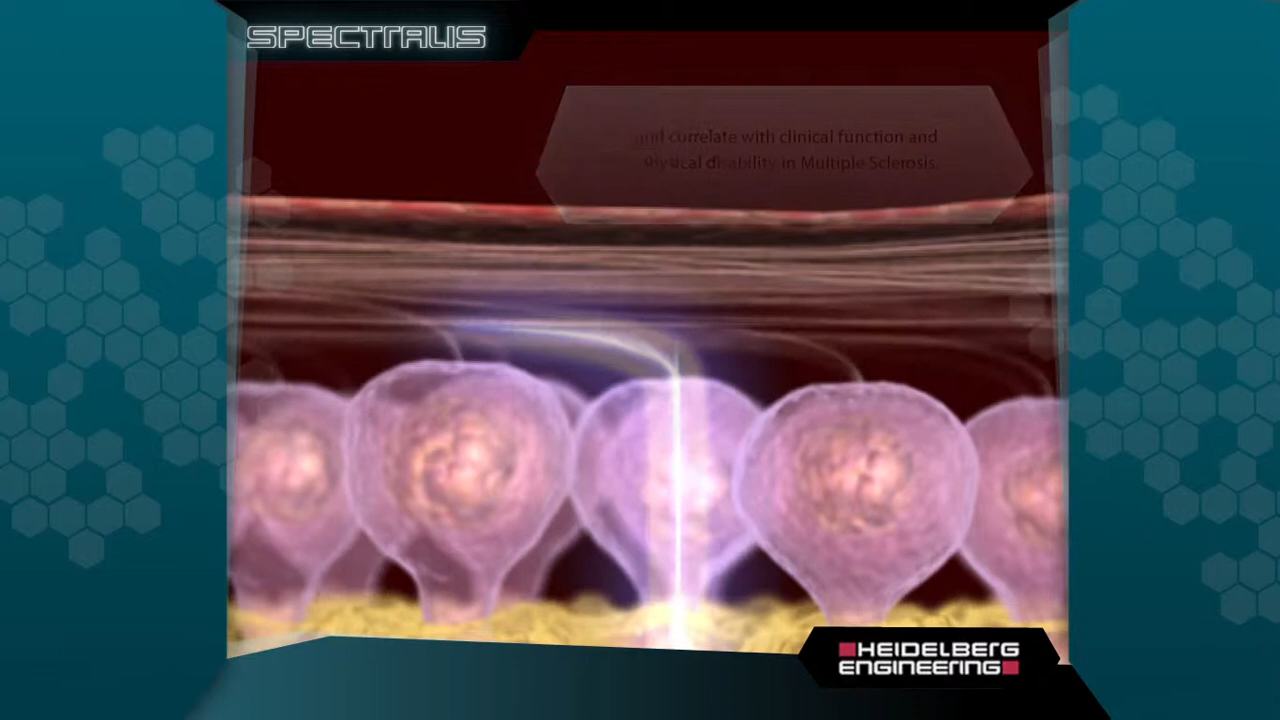 SPECTRALIS
and correlate with clinical function and
Physical disability in Multiple Sclerosis.
HEIDELBERG
ENGINEERING